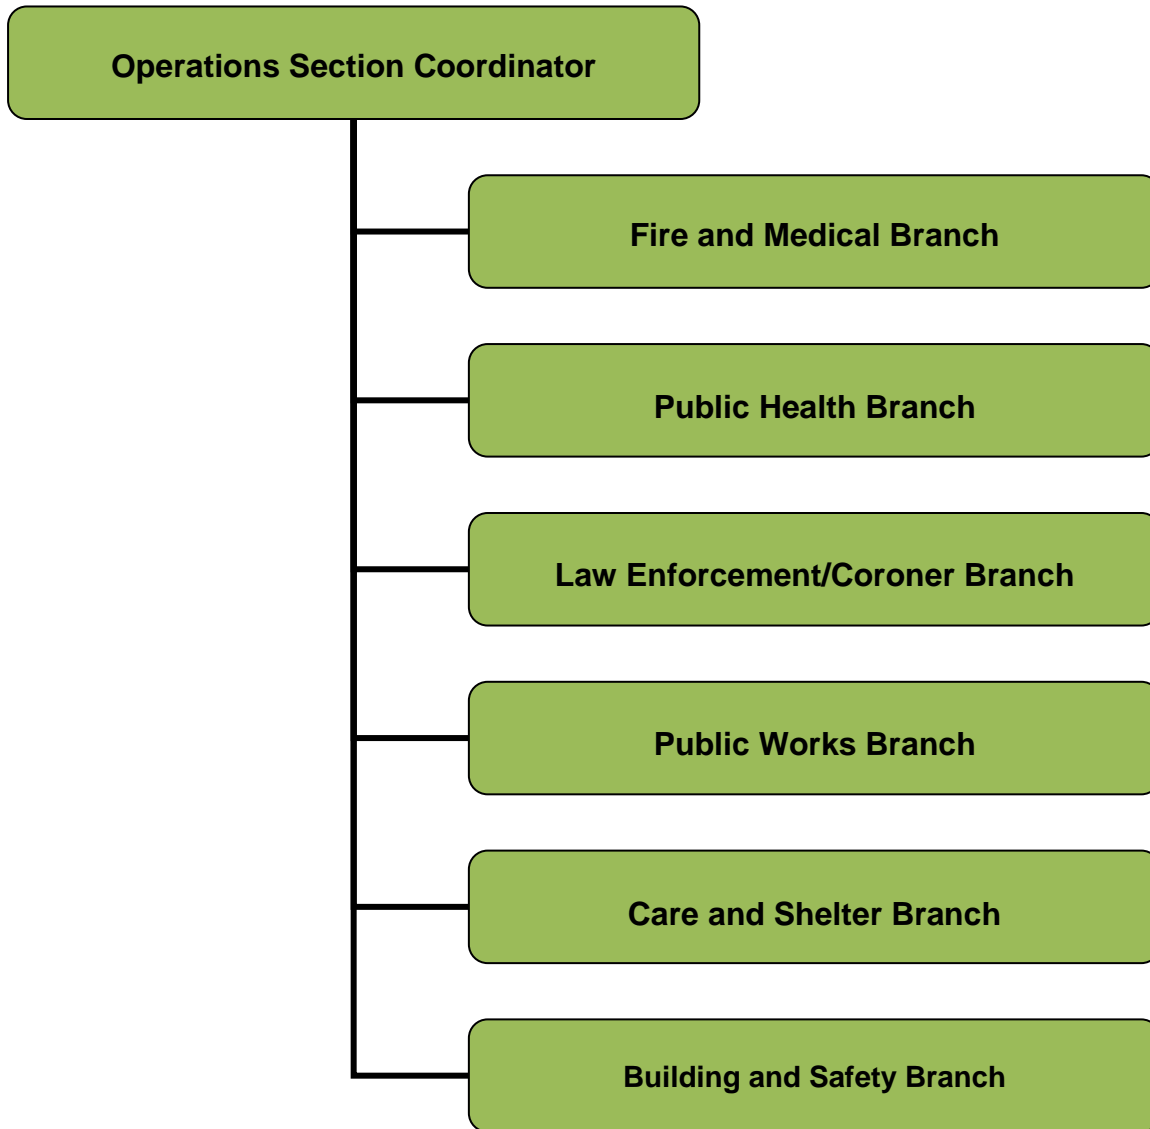 Operations Section Coordinator
Fire and Medical Branch
Public Health Branch
Law Enforcement/Coroner Branch
Public Works Branch
Care and Shelter Branch
Building and Safety Branch